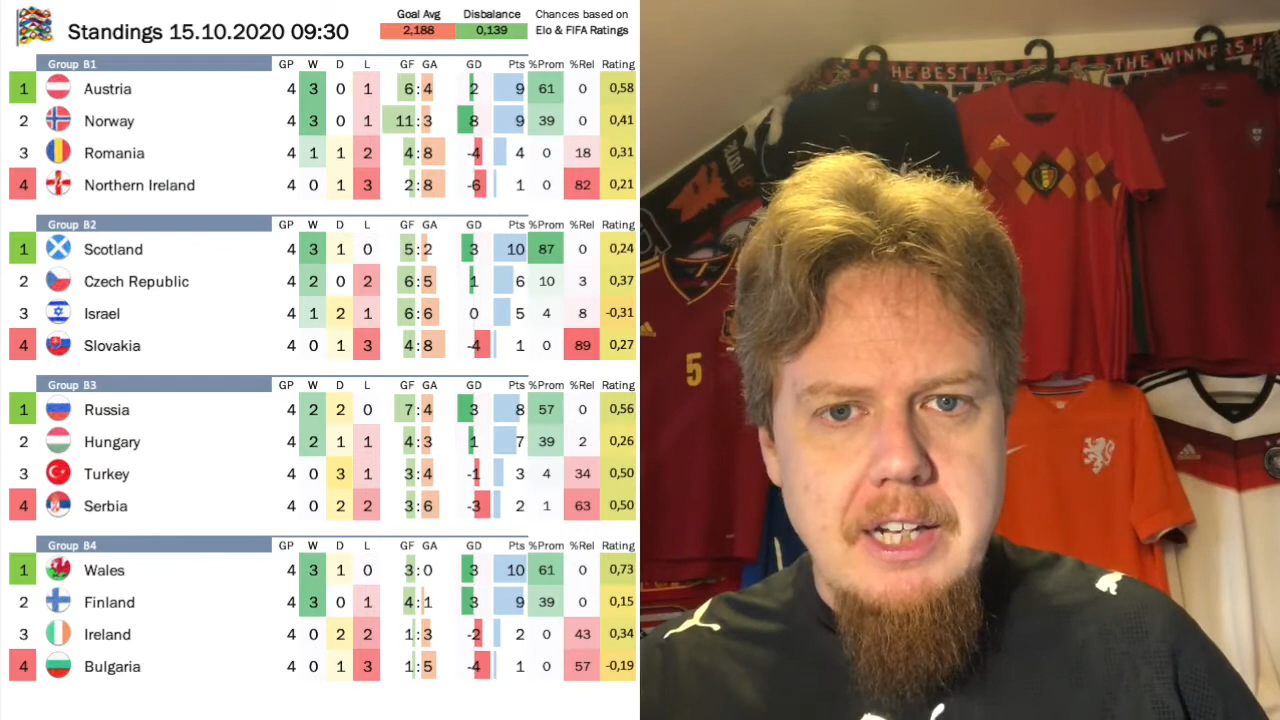 Standings 15.10.2020 09:30
Goal Avg Disbalance Chances based on
2,188 0,139 Elo & FIFA Ratings
Group B1 GP W D L GF GA GD Pts %Prom %Rel Rating
1 Austria 4 3 0 1 6:4 2 9 61 0 0,58
2 Norway 4 3 0 1 11:3 8 9 39 0 0,41
3 Romania 4 1 1 2 4:8 -4 4 0 18 0,31
4 Northern Ireland 4 0 1 3 2:8 -6 1 0 82 0,21
Group B2 GP W D L GF GA GD Pts %Prom %Rel Rating
1 Scotland 4 3 1 0 5:2 3 10 87 0 0,24
2 Czech Republic 4 2 0 2 6:5 1 6 10 3 0,37
3 Israel 4 1 2 1 6:6 0 5 4 8 -0,31
4 Slovakia 4 0 1 3 4:8 -4 1 0 89 0,27
Group B3 GP W D L GF GA GD Pts %Prom %Rel Rating
1 Russia 4 2 2 0 7:4 3 8 57 0 0,56
2 Hungary 4 2 1 1 4:3 1 7 39 2 0,26
3 Turkey 4 0 3 1 3:4 -1 3 4 34 0,50
4 Serbia 4 0 2 2 3:6 -3 2 1 63 0,50
Group B4 GP W D L GF GA GD Pts %Prom %Rel Rating
1 Wales 4 3 1 0 3:0 3 10 61 0 0,73
2 Finland 4 3 0 1 4:1 3 9 39 0 0,15
3 Ireland 4 0 2 2 1:3 -2 2 0 43 0,34
4 Bulgaria 4 0 1 3 1:5 -4 1 0 57 -0,19
THE BEST !! THE WINNERS !!
5